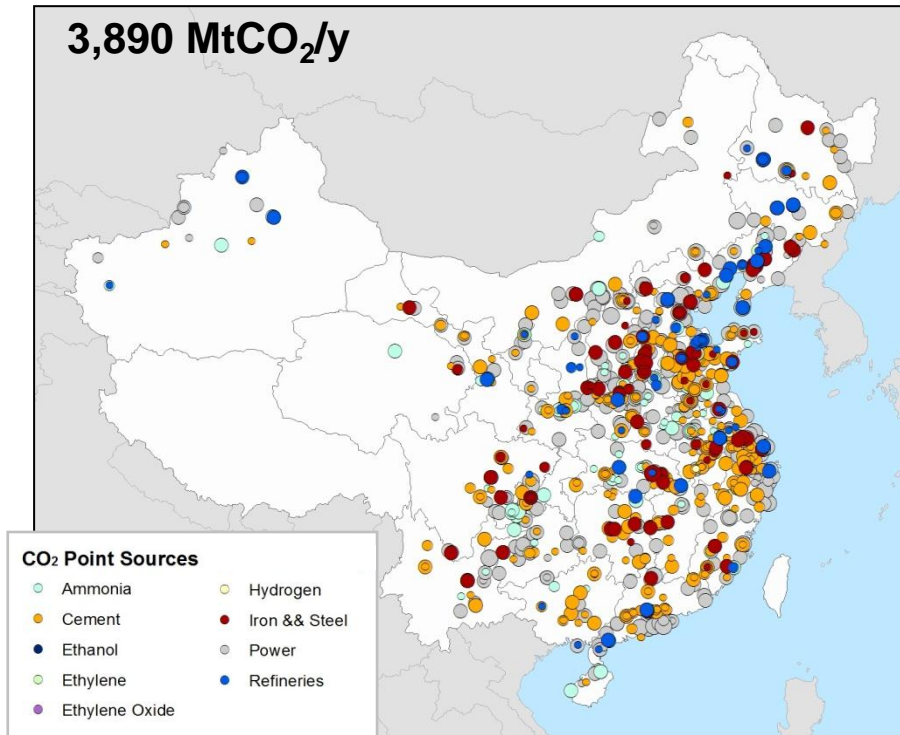 3,890 MtCO₂/y
CO₂ Point Sources
Ammonia
Cement
Ethanol
Ethylene
Ethylene Oxide
Hydrogen
Iron && Steel
Power
Refineries